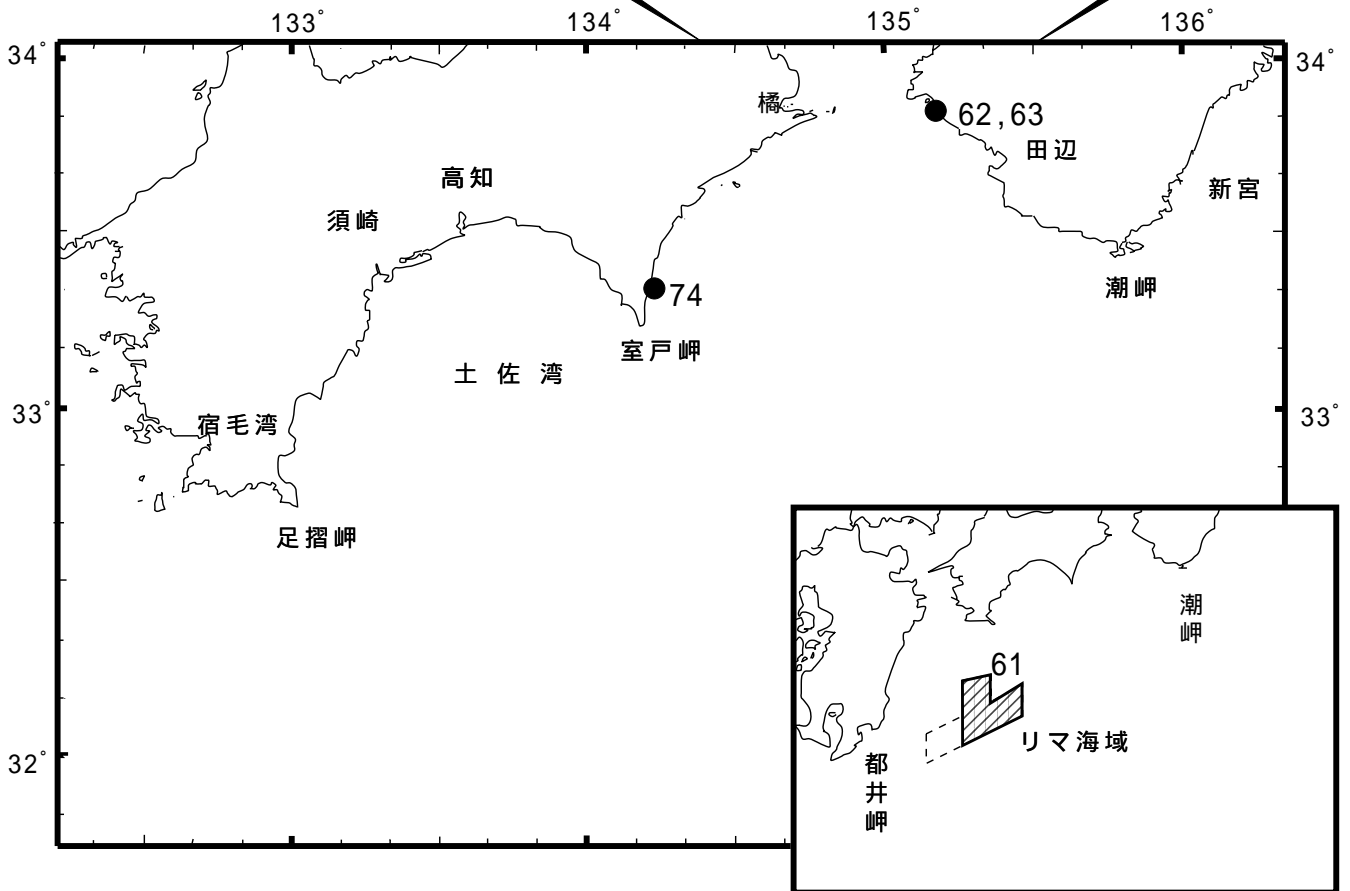 133° 134° 135° 136°
34° 34°
橘
62,63
田辺
高知
新宮
須崎
潮岬
74
室戸岬
土佐湾
33° 33°
宿毛湾
足摺岬
潮岬
61
リマ海域
32°
都井岬